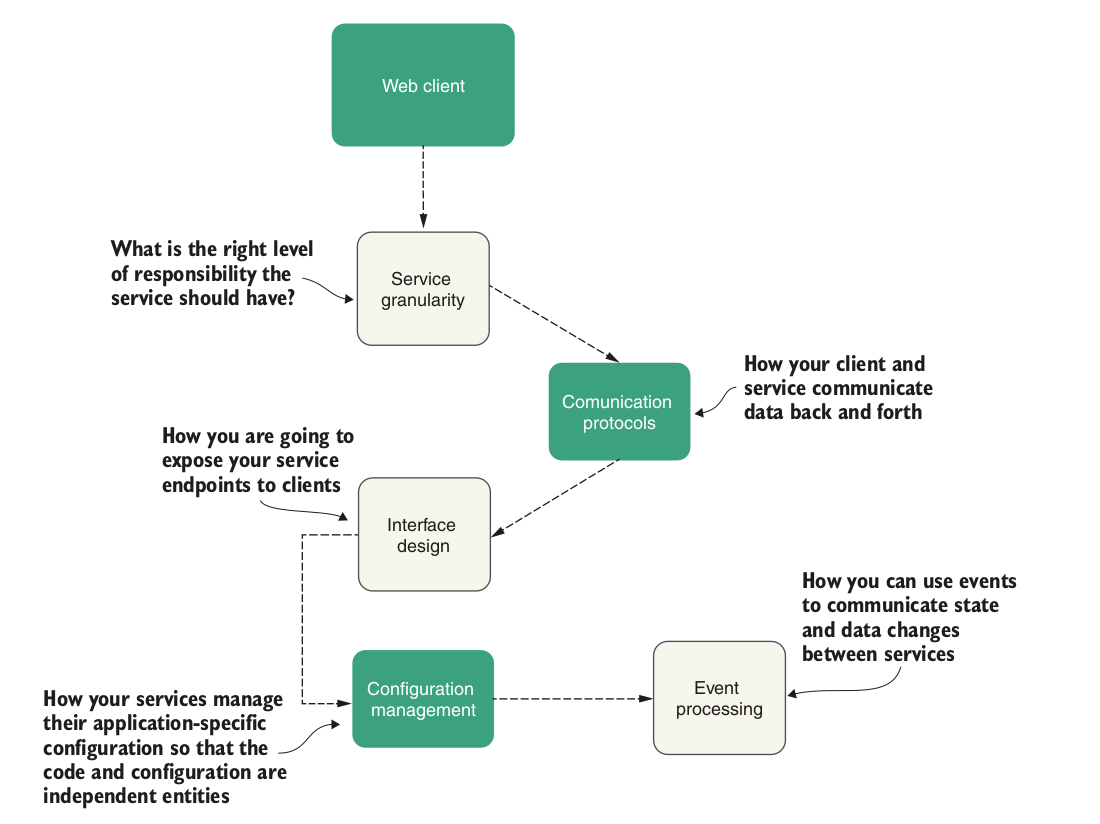 Web client
What is the right level
of responsibility the
service should have?
Service
granularity
Comunication
protocols
How your client and
service communicate
data back and forth
How you are going to
expose your service
endpoints to clients
Interface
design
How you can use events
to communicate state
and data changes
between services
Configuration
management
Event
processing
How your services manage
their application-specific
configuration so that the
code and configuration are
independent entities